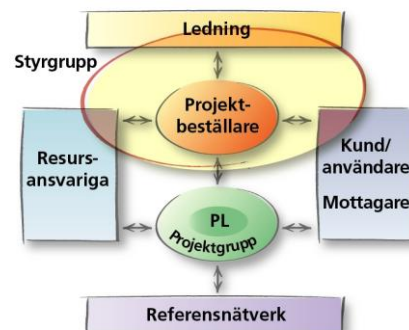 Ledning
Styrgrupp
Projekt-
beställare
Resurs-
ansvariga
Kund/
användare
Mottagare
PL
Projektgrupp
Referensnätverk